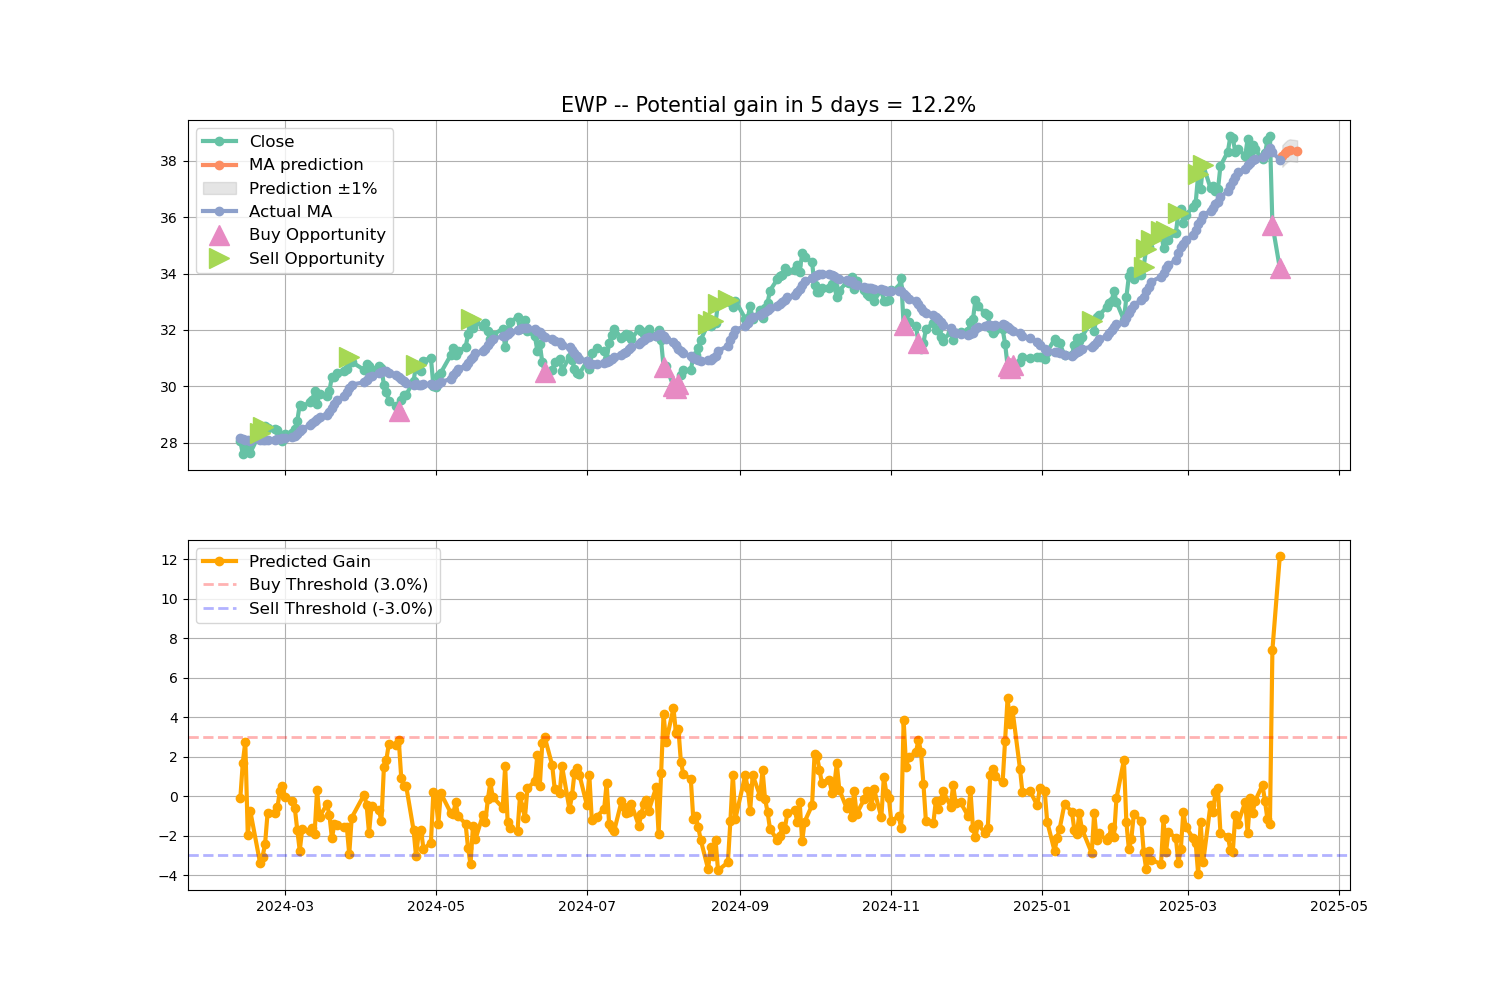 EWP -- Potential gain in 5 days = 12.2%
Close
MA prediction
Prediction ±1%
Actual MA
Buy Opportunity
Sell Opportunity
38
36
34
32
30
28
Predicted Gain
Buy Threshold (3.0%)
Sell Threshold (-3.0%)
12
10
8
6
4
2
0
−2
−4
2024-03 2024-05 2024-07 2024-09 2024-11 2025-01 2025-03 2025-05